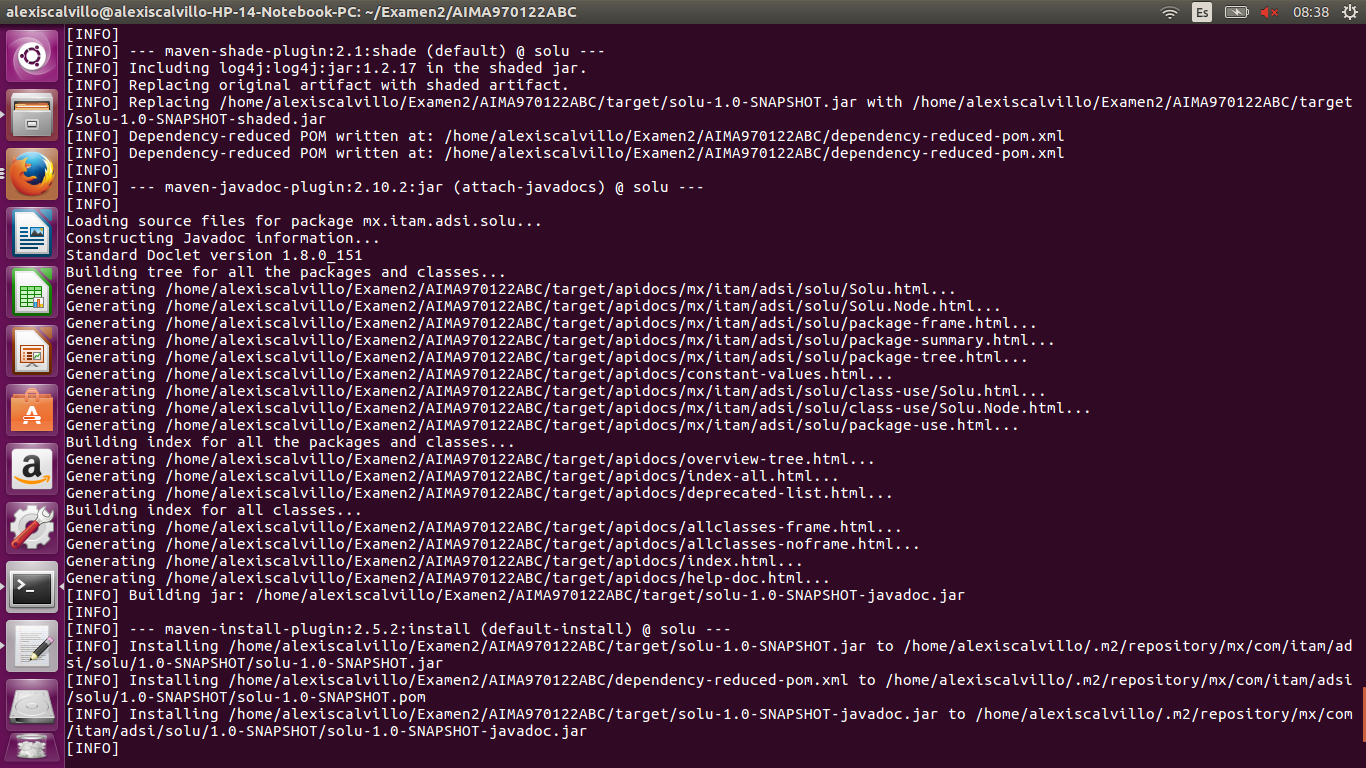 alexiscalvillo@alexiscalvillo-HP-14-Notebook-PC: ~/Examen2/AIMA970122ABC
Es
08:38
[INFO]
[INFO] --- maven-shade-plugin:2.1:shade (default) @ solu ---
[INFO] Including log4j:log4j:jar:1.2.17 in the shaded jar.
[INFO] Replacing original artifact with shaded artifact.
[INFO] Replacing /home/alexiscalvillo/Examen2/AIMA970122ABC/target/solu-1.0-SNAPSHOT.jar with /home/alexiscalvillo/Examen2/AIMA970122ABC/target
/solu-1.0-SNAPSHOT-shaded.jar
[INFO] Dependency-reduced POM written at: /home/alexiscalvillo/Examen2/AIMA970122ABC/dependency-reduced-pom.xml
[INFO] Dependency-reduced POM written at: /home/alexiscalvillo/Examen2/AIMA970122ABC/dependency-reduced-pom.xml
[INFO]
[INFO] --- maven-javadoc-plugin:2.10.2:jar (attach-javadocs) @ solu ---
[INFO]
Loading source files for package mx.itam.adsi.solu...
Constructing Javadoc information...
Standard Doclet version 1.8.0_151
Building tree for all the packages and classes...
Generating /home/alexiscalvillo/Examen2/AIMA970122ABC/target/apidocs/mx/itam/adsi/solu/Solu.html...
Generating /home/alexiscalvillo/Examen2/AIMA970122ABC/target/apidocs/mx/itam/adsi/solu/Solu.Node.html...
Generating /home/alexiscalvillo/Examen2/AIMA970122ABC/target/apidocs/mx/itam/adsi/solu/package-frame.html...
Generating /home/alexiscalvillo/Examen2/AIMA970122ABC/target/apidocs/mx/itam/adsi/solu/package-summary.html...
Generating /home/alexiscalvillo/Examen2/AIMA970122ABC/target/apidocs/mx/itam/adsi/solu/package-tree.html...
Generating /home/alexiscalvillo/Examen2/AIMA970122ABC/target/apidocs/constant-values.html...
Generating /home/alexiscalvillo/Examen2/AIMA970122ABC/target/apidocs/mx/itam/adsi/solu/class-use/Solu.html...
Generating /home/alexiscalvillo/Examen2/AIMA970122ABC/target/apidocs/mx/itam/adsi/solu/class-use/Solu.Node.html...
Generating /home/alexiscalvillo/Examen2/AIMA970122ABC/target/apidocs/mx/itam/adsi/solu/package-use.html...
Building index for all the packages and classes...
Generating /home/alexiscalvillo/Examen2/AIMA970122ABC/target/apidocs/overview-tree.html...
Generating /home/alexiscalvillo/Examen2/AIMA970122ABC/target/apidocs/index-all.html...
Generating /home/alexiscalvillo/Examen2/AIMA970122ABC/target/apidocs/deprecated-list.html...
Building index for all classes...
Generating /home/alexiscalvillo/Examen2/AIMA970122ABC/target/apidocs/allclasses-frame.html...
Generating /home/alexiscalvillo/Examen2/AIMA970122ABC/target/apidocs/allclasses-noframe.html...
Generating /home/alexiscalvillo/Examen2/AIMA970122ABC/target/apidocs/index.html...
Generating /home/alexiscalvillo/Examen2/AIMA970122ABC/target/apidocs/help-doc.html...
[INFO] Building jar: /home/alexiscalvillo/Examen2/AIMA970122ABC/target/solu-1.0-SNAPSHOT-javadoc.jar
[INFO]
[INFO] --- maven-install-plugin:2.5.2:install (default-install) @ solu ---
[INFO] Installing /home/alexiscalvillo/Examen2/AIMA970122ABC/target/solu-1.0-SNAPSHOT.jar to /home/alexiscalvillo/.m2/repository/mx/com/itam/ad
si/solu/1.0-SNAPSHOT/solu-1.0-SNAPSHOT.jar
[INFO] Installing /home/alexiscalvillo/Examen2/AIMA970122ABC/dependency-reduced-pom.xml to /home/alexiscalvillo/.m2/repository/mx/com/itam/adsi
/solu/1.0-SNAPSHOT/solu-1.0-SNAPSHOT.pom
[INFO] Installing /home/alexiscalvillo/Examen2/AIMA970122ABC/target/solu-1.0-SNAPSHOT-javadoc.jar to /home/alexiscalvillo/.m2/repository/mx/com
/itam/adsi/solu/1.0-SNAPSHOT/solu-1.0-SNAPSHOT-javadoc.jar
[INFO]